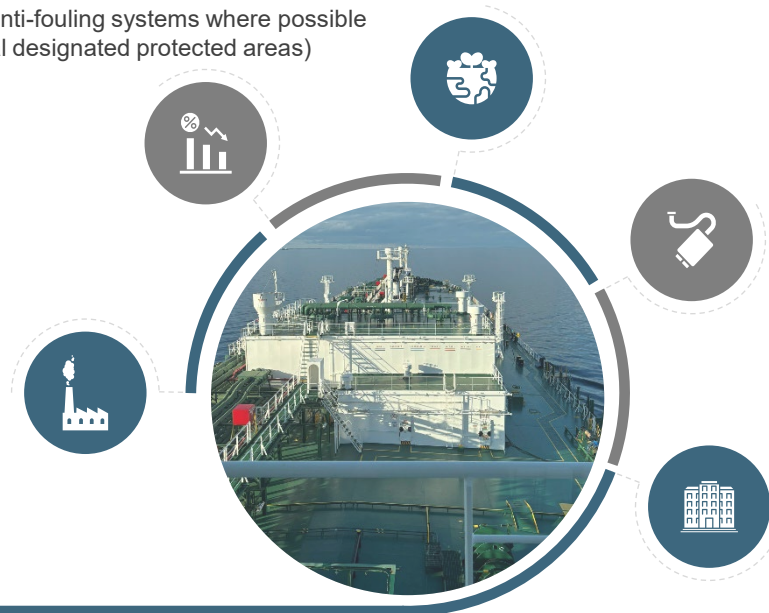 nti-fouling systems where possible
l designated protected areas)
%